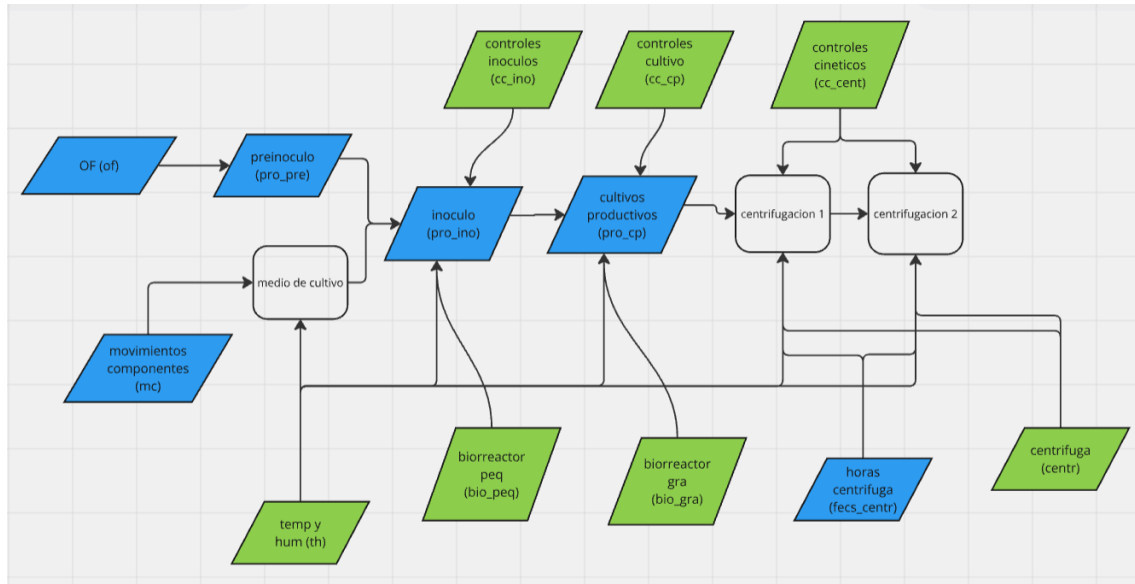 controles
inoculos
(cc_ino)
controles
cultivo
(cc_cp)
controles
cineticos
(cc_cent)
OF (of)
preinoculo
(pro_pre)
inoculo
(pro_ino)
cultivos
productivos
(pro_cp)
centrifugacion 1
centrifugacion 2
medio de cultivo
movimientos
componentes
(mc)
biorreactor
peq
(bio_peq)
biorreactor
gra
(bio_gra)
horas
centrifuga
(fecs_centr)
centrifuga
(centr)
temp y
hum (th)